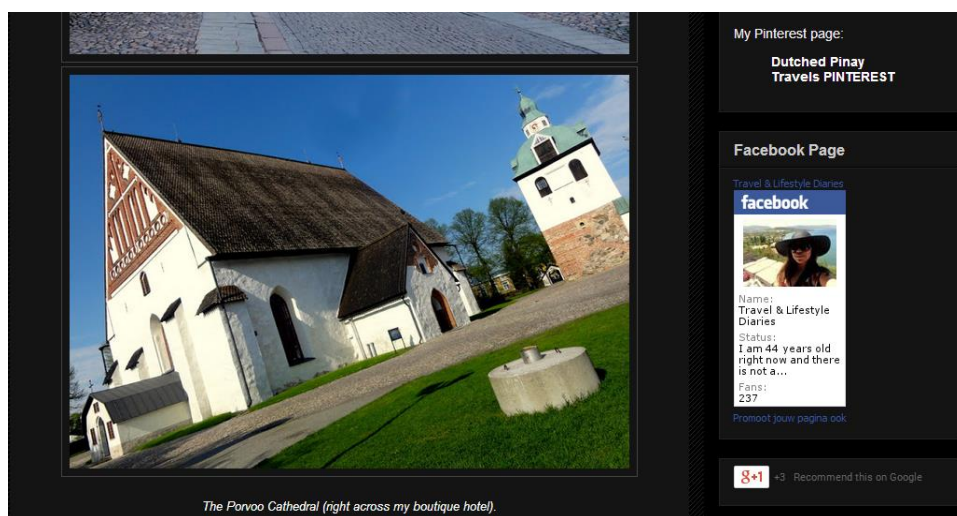 The Porvoo Cathedral (right across my boutique hotel).
My Pinterest page:
Dutched Pinay
Travels PINTEREST
Facebook Page
Travel & Lifestyle Diaries
facebook
Name:
Travel & Lifestyle
Diaries
Status:
I am 44 years old
right now and there
is not a...
Fans:
237
Promoot jouw pagina ook
g+1 +3 Recommend this on Google